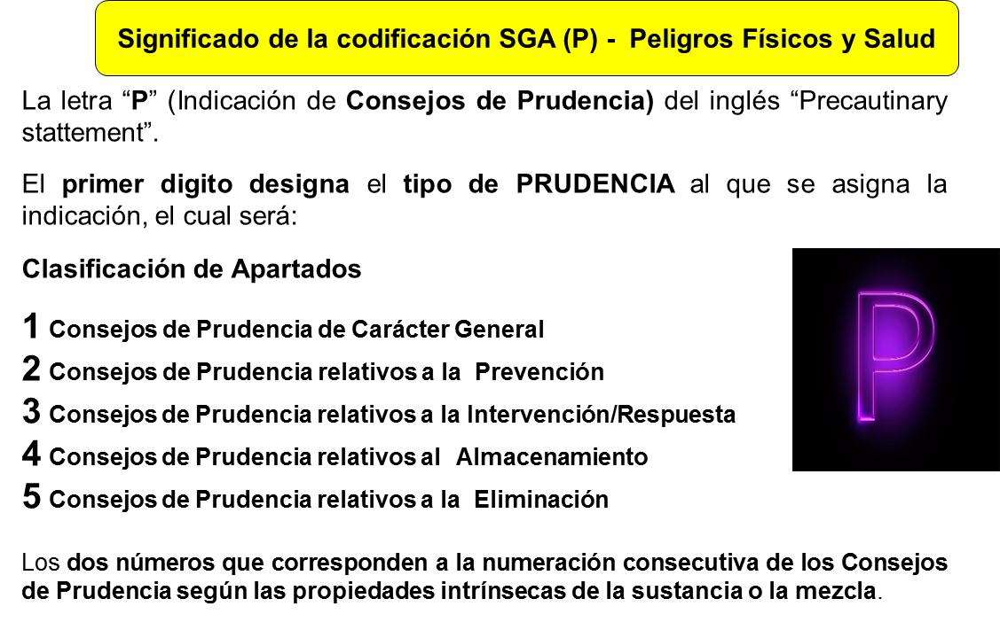 Significado de la codificación SGA (P) - Peligros Físicos y Salud
La letra “P” (Indicación de Consejos de Prudencia) del inglés “Precautinary
stattement”.
El primer digito designa el tipo de PRUDENCIA al que se asigna la
indicación, el cual será:
Clasificación de Apartados
1 Consejos de Prudencia de Carácter General
2 Consejos de Prudencia relativos a la Prevención
3 Consejos de Prudencia relativos a la Intervención/Respuesta
4 Consejos de Prudencia relativos al Almacenamiento
5 Consejos de Prudencia relativos a la Eliminación
P
Los dos números que corresponden a la numeración consecutiva de los Consejos
de Prudencia según las propiedades intrínsecas de la sustancia o la mezcla.